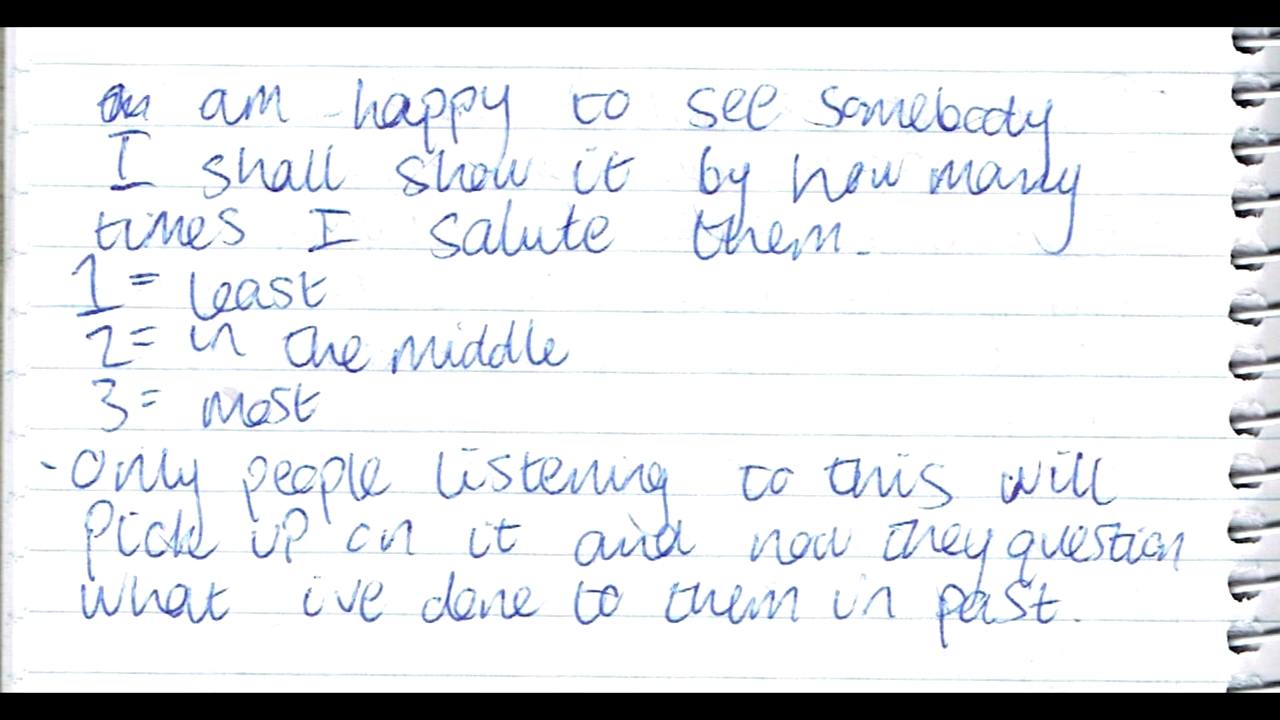 am happy to see somebody
I shall show it by how many
times I salute them.
1 = least
2 = in the middle
3 = most
- Only people listening to this will
pick up on it and now they question
what i've done to them in past.